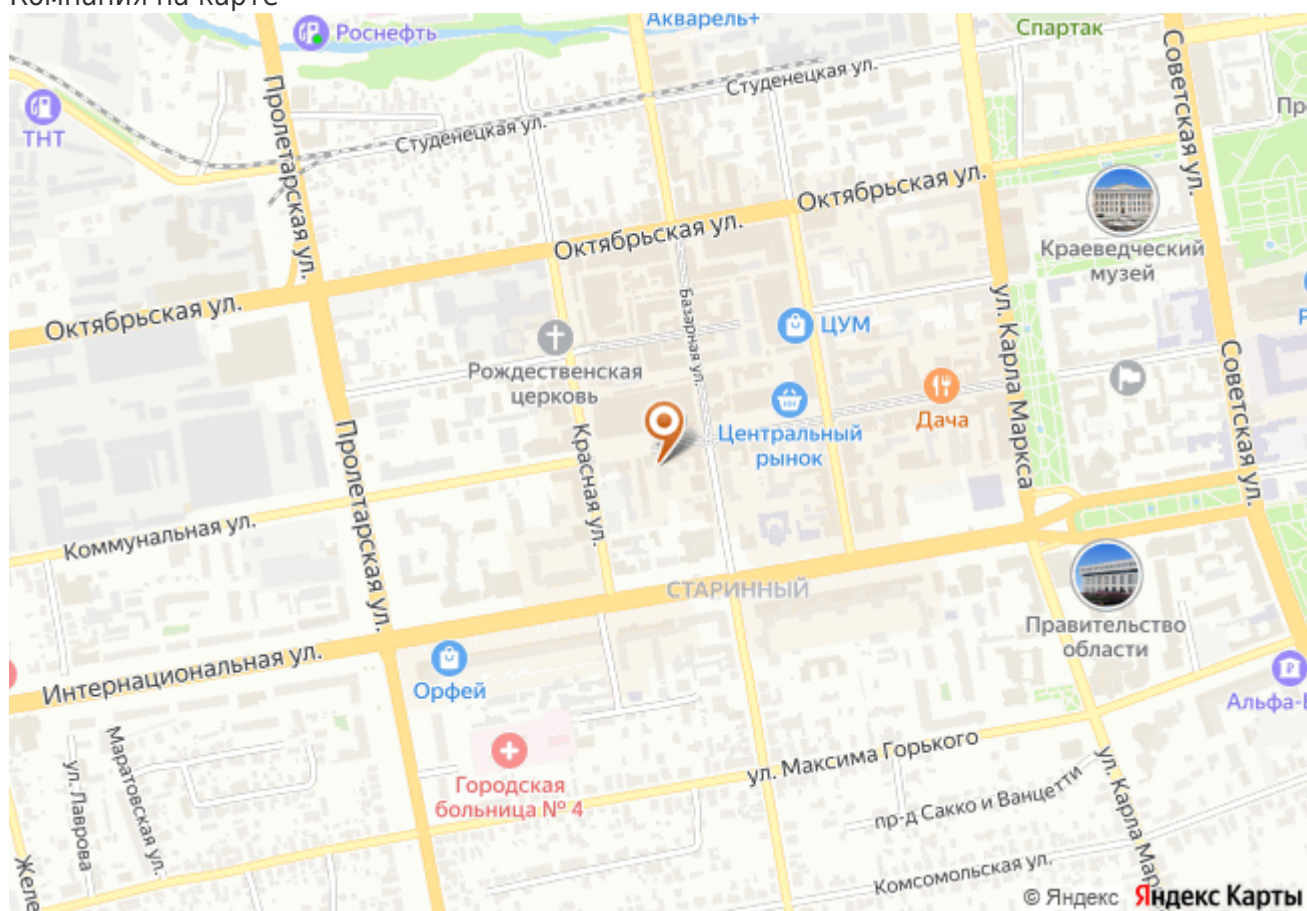 Компания на карте
Роснефть
Акварель+
Спартак
Советская ул.
ТНТ
Пролетарская ул.
Студенецкая ул.
Студенецкая ул.
Октябрьская ул.
Краеведческий
музей
Октябрьская ул.
Октябрьская ул.
Базарная ул.
ЦУМ
ул. Карла Маркса
Рождественская
церковь
Дача
Центральный
рынок
Советская ул.
Красная ул.
Пролетарская ул.
Коммунальная ул.
СТАРИННЫЙ
Правительство
области
Интернациональная ул.
Орфей
Альфа-Б
Маратовская ул.
ул. Лаврова
Городская
больница № 4
ул. Максима Горького
пр-д Сакко и Ванцетти
ул. Карла Мар
Комсомольская ул.
Желе
© Яндекс Яндекс Карты